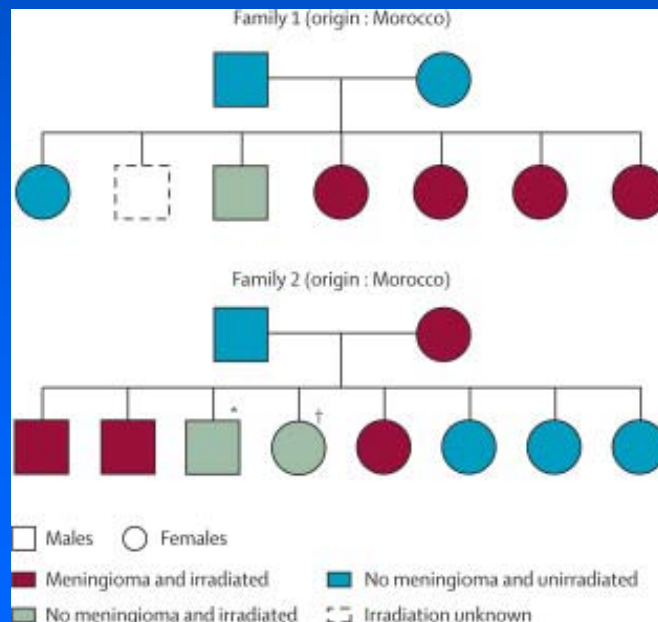 Family 1 (origin : Morocco)
Family 2 (origin : Morocco)
*
†
Males
Females
Meningioma and irradiated
No meningioma and unirradiated
No meningioma and irradiated
Irradiation unknown